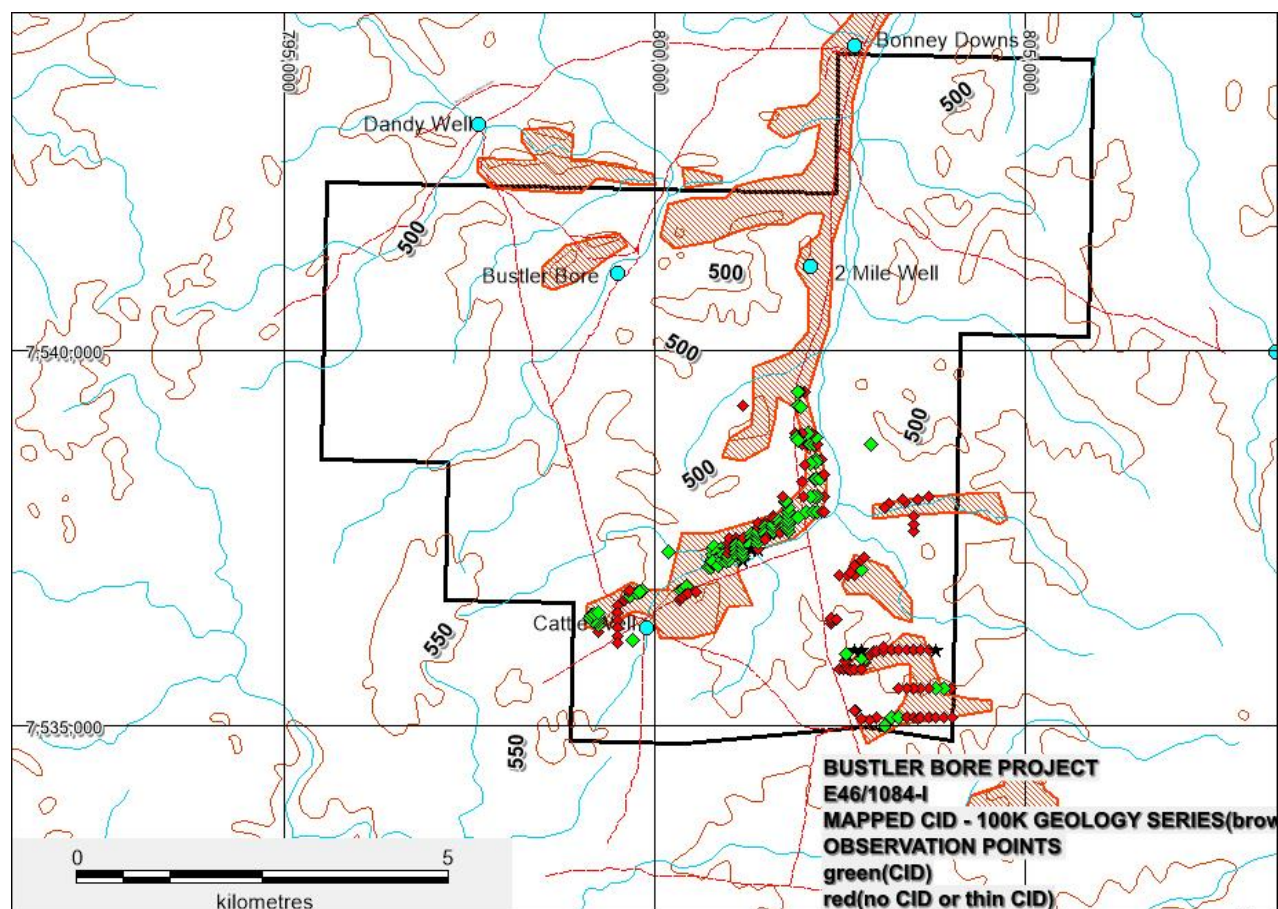 795,000
800,000
805,000
Bonney Downs
500
Dandy Well
500
Bustler Bore
500
2 Mile Well
7,540,000
500
500
500
Cattle Well
550
7,535,000
550
BUSTLER BORE PROJECT
E46/1084-I
MAPPED CID - 100K GEOLOGY SERIES(brow
OBSERVATION POINTS
green(CID)
red(no CID or thin CID)
0 5
kilometres